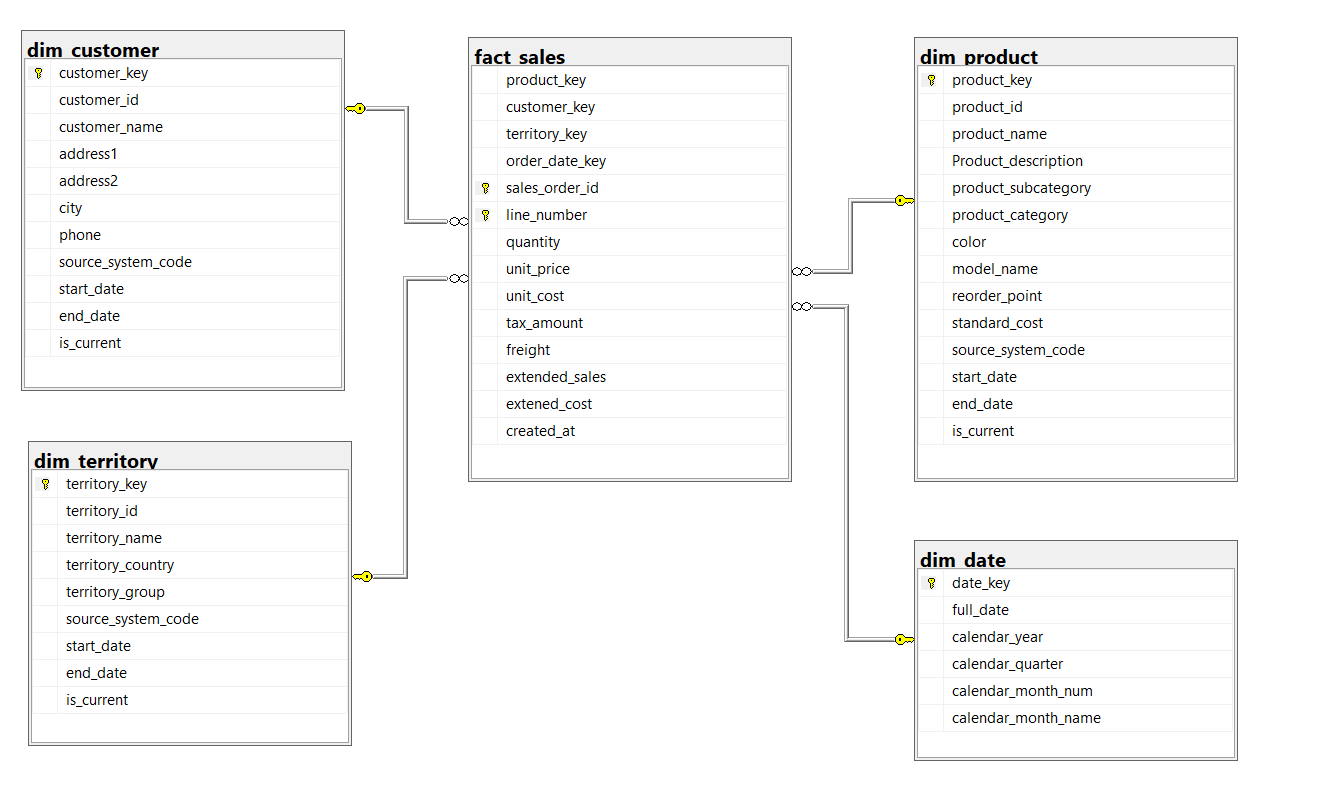 dim_customer
customer_key
customer_id
customer_name
address1
address2
city
phone
source_system_code
start_date
end_date
is_current
fact_sales
product_key
customer_key
territory_key
order_date_key
sales_order_id
line_number
quantity
unit_price
unit_cost
tax_amount
freight
extended_sales
extened_cost
created_at
dim_product
product_key
product_id
product_name
Product_description
product_subcategory
product_category
color
model_name
reorder_point
standard_cost
source_system_code
start_date
end_date
is_current
dim_territory
territory_key
territory_id
territory_name
territory_country
territory_group
source_system_code
start_date
end_date
is_current
dim_date
date_key
full_date
calendar_year
calendar_quarter
calendar_month_num
calendar_month_name